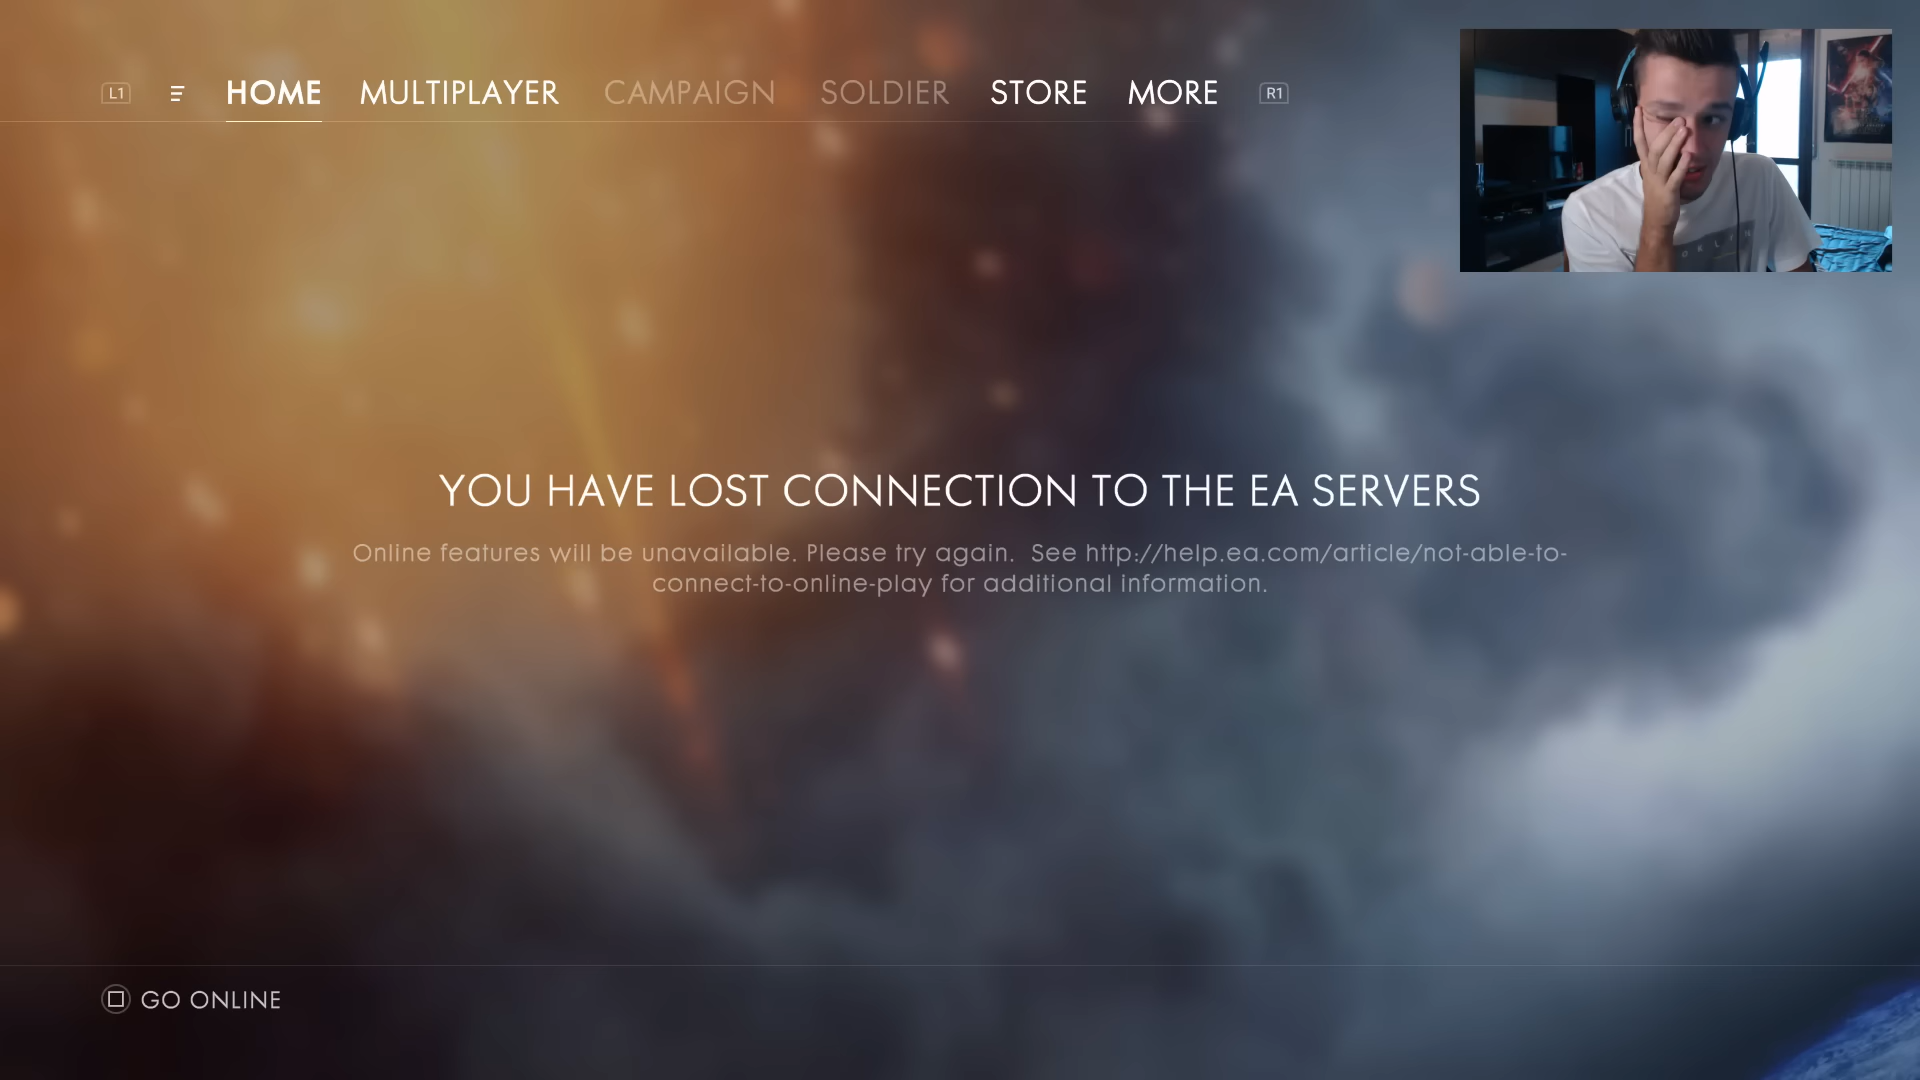 L1 HOME MULTIPLAYER CAMPAIGN SOLDIER STORE MORE R1
YOU HAVE LOST CONNECTION TO THE EA SERVERS
Online features will be unavailable. Please try again.  See http://help.ea.com/article/not-able-to-
connect-to-online-play for additional information.
GO ONLINE